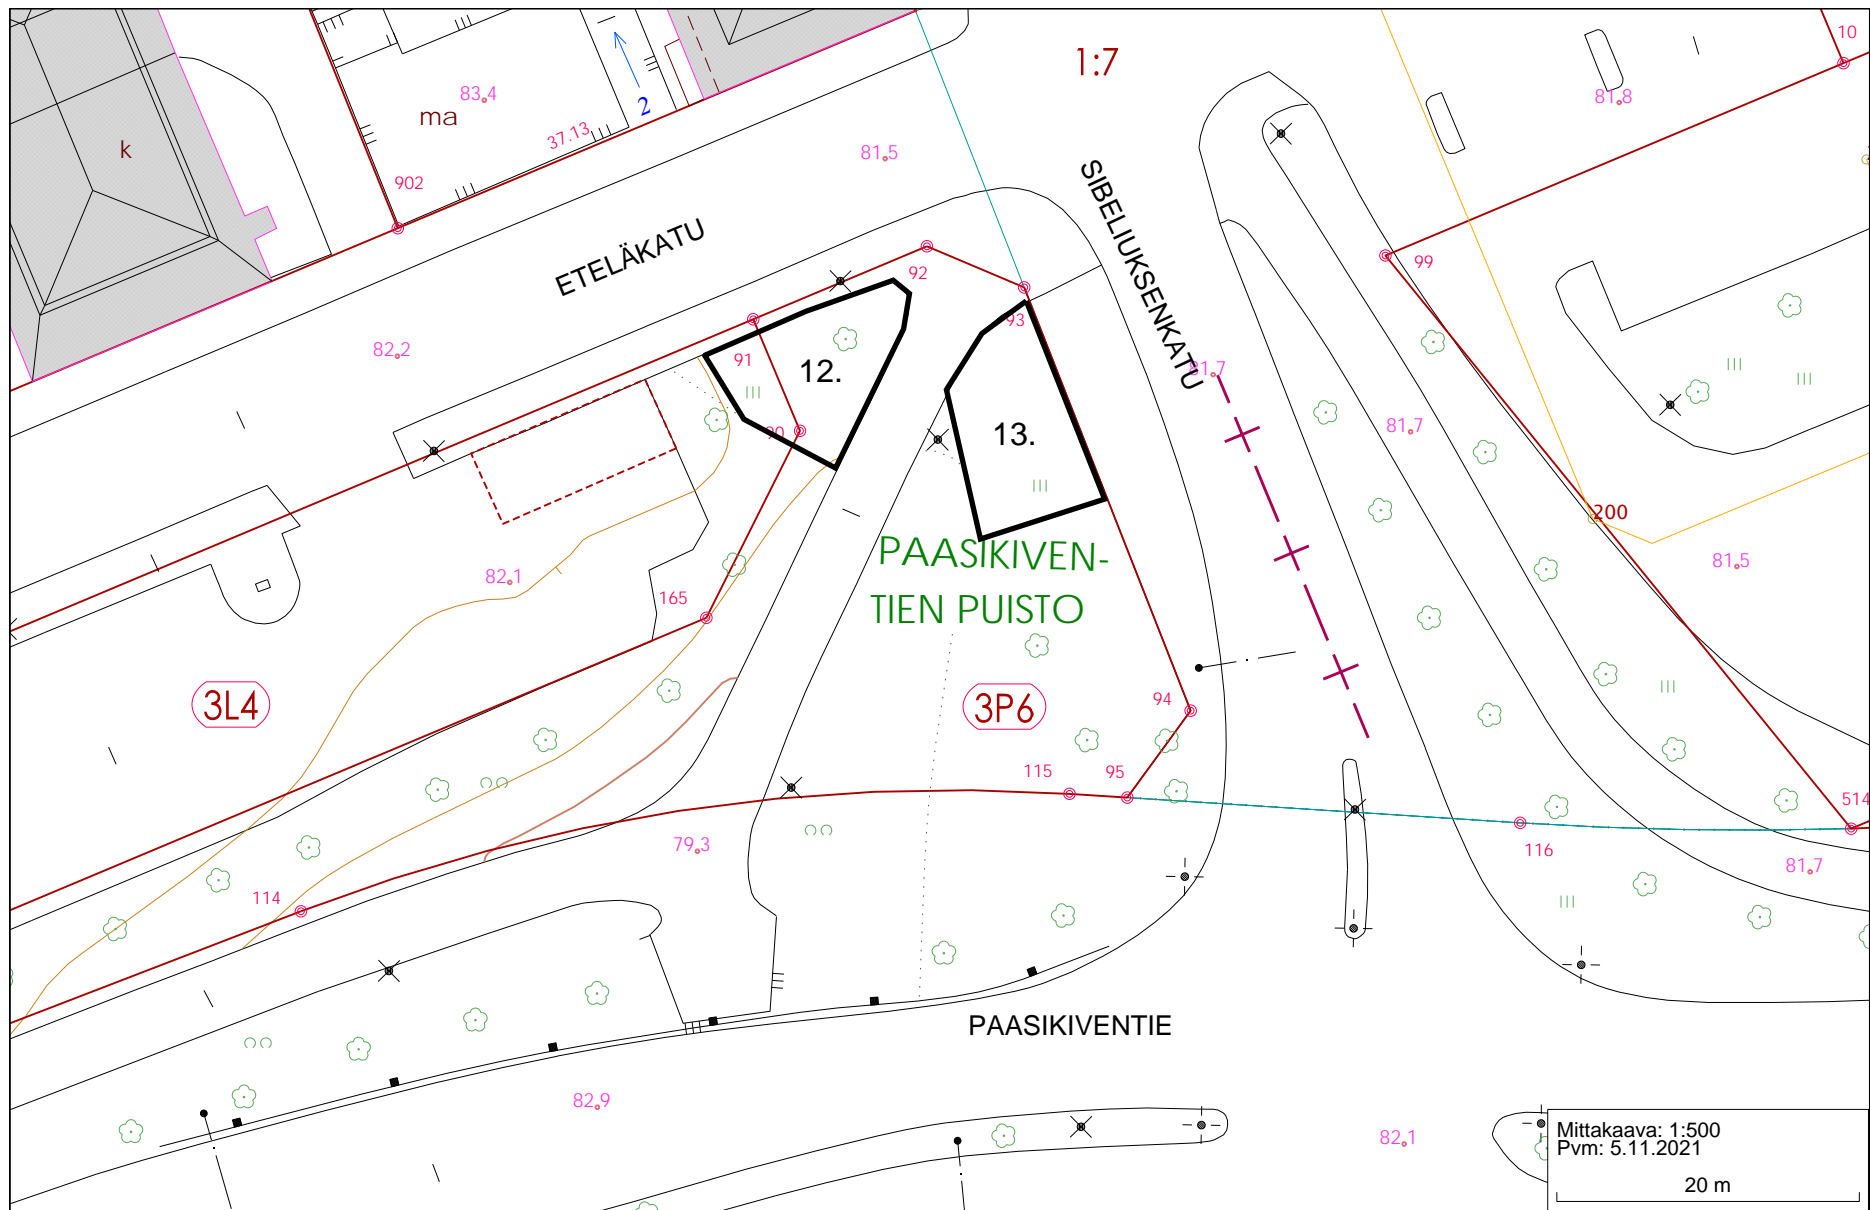 10
1:7
83.4
81.8
ma
2
37.13
k
81.5
902
SIBELIUKSENKATU
ETELÄKATU
92
99
93
82.2
91
12.
81.7
81.7
90
13.
200
PAASIKIVEN-
81.5
82.1
165
TIEN PUISTO
3L4
3P6
94
115
95
514
79.3
116
81.7
114
PAASIKIVENTIE
82.9
82.1
Mittakaava: 1:500
Pvm: 5.11.2021
20 m